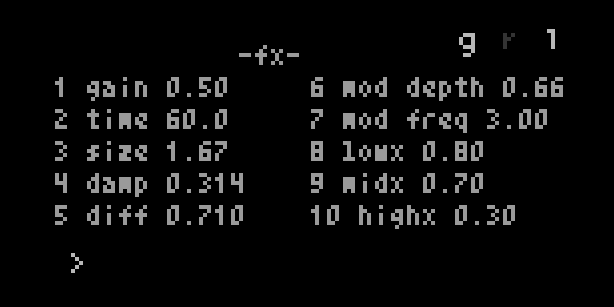 g r l
-fx-
1 gain 0.50
2 time 60.0
3 size 1.67
4 damp 0.314
5 diff 0.710
6 mod depth 0.66
7 mod freq 3.00
8 lowx 0.80
9 midx 0.70
10 highx 0.30
>